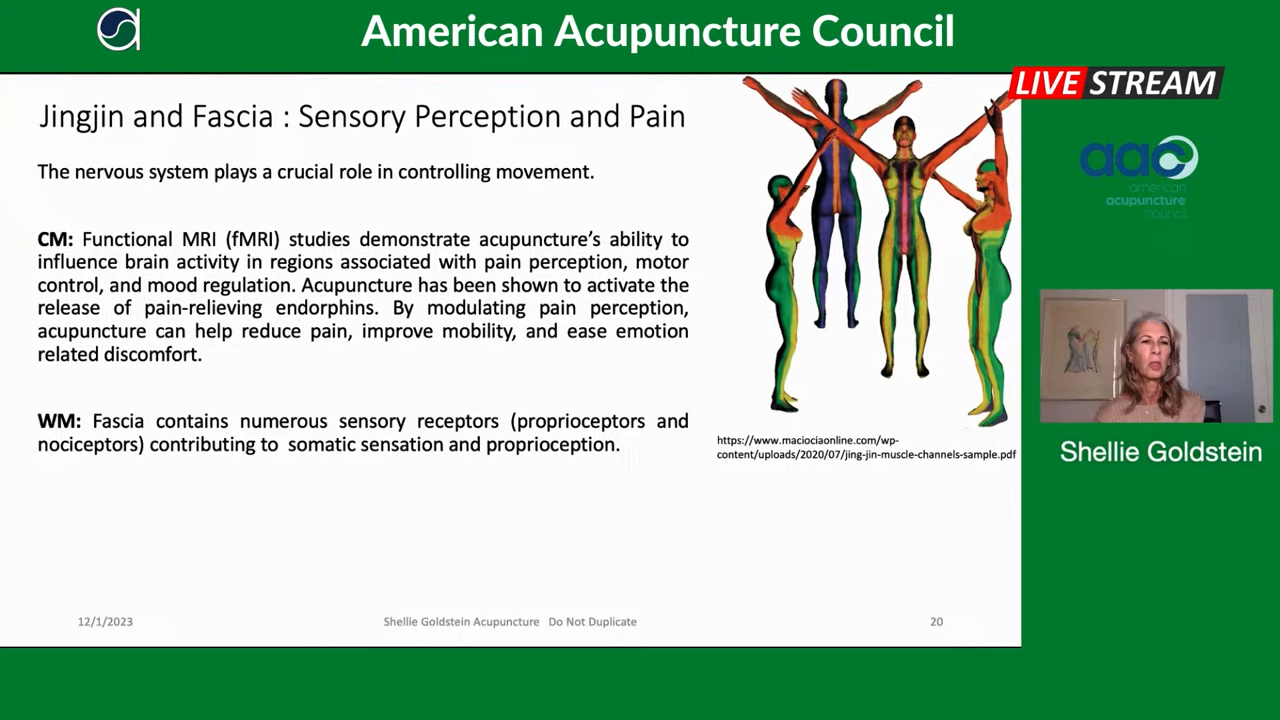 American Acupuncture Council
LIVE STREAM
Jingjin and Fascia : Sensory Perception and Pain
The nervous system plays a crucial role in controlling movement.
CM: Functional MRI (fMRI) studies demonstrate acupuncture’s ability to
influence brain activity in regions associated with pain perception, motor
control, and mood regulation. Acupuncture has been shown to activate the
release of pain-relieving endorphins. By modulating pain perception,
acupuncture can help reduce pain, improve mobility, and ease emotion
related discomfort.
WM: Fascia contains numerous sensory receptors (proprioceptors and
nociceptors) contributing to somatic sensation and proprioception.
https://www.maciociaonline.com/wp-
content/uploads/2020/07/jing-jin-muscle-channels-sample.pdf
12/1/2023
Shellie Goldstein Acupuncture Do Not Duplicate
20
aac
american
acupuncture
council
Shellie Goldstein